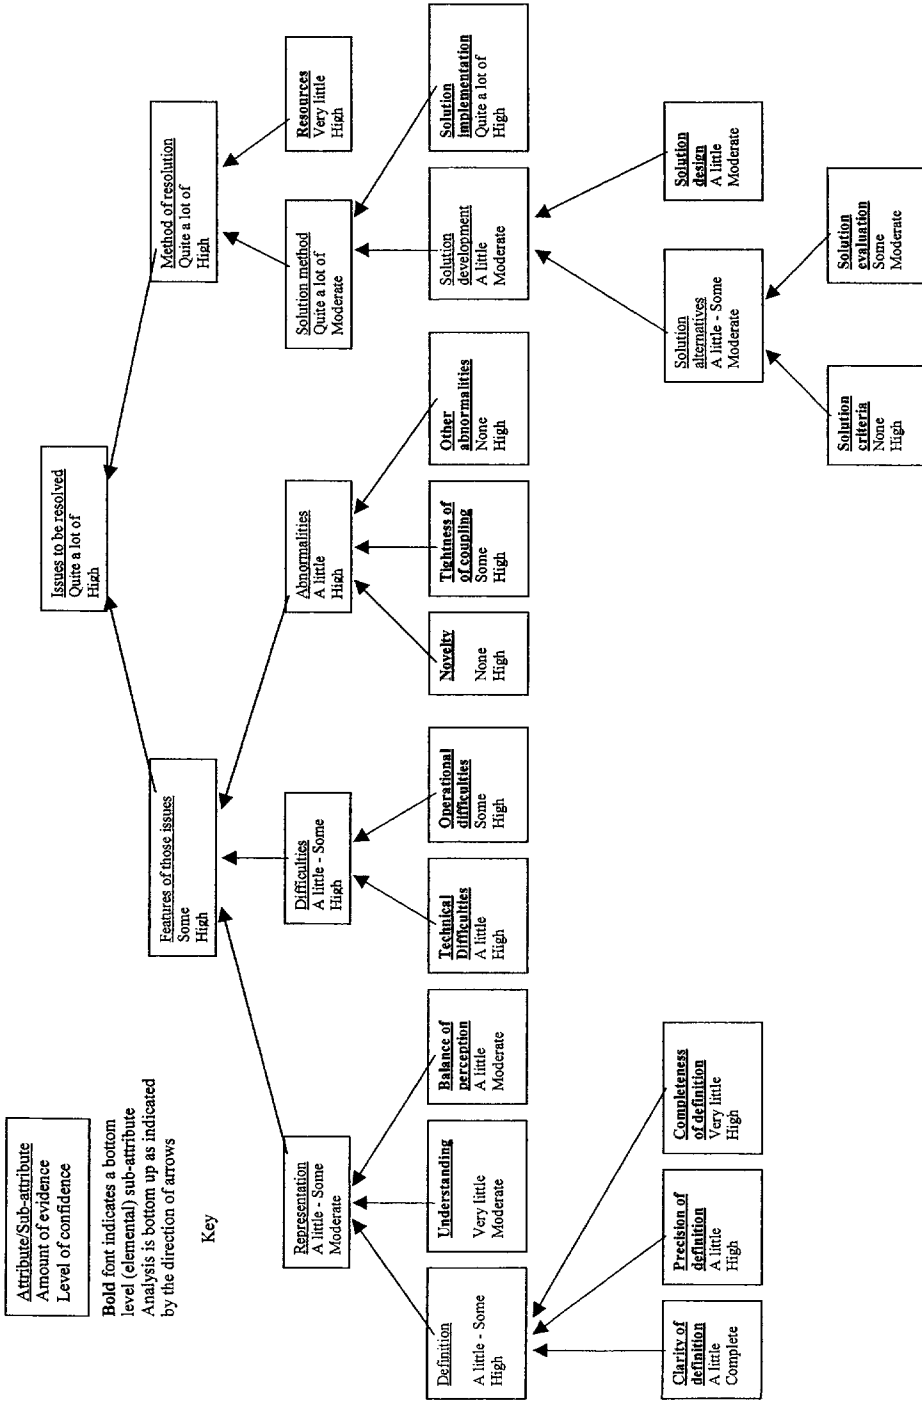 Attribute/Sub-attribute
Amount of evidence
Level of confidence
Bold font indicates a bottom
level (elemental) sub-attribute
Analysis is bottom up as indicated
by the direction of arrows
Key
Issues to be resolved
Quite a lot of
High
Features of those issues
Some
High
Method of resolution
Quite a lot of
High
Representation
A little - Some
Moderate
Difficulties
A little - Some
High
Abnormalities
A little
High
Solution method
Quite a lot of
Moderate
Resources
Very little
High
Definition
A little - Some
High
Understanding
Very little
Moderate
Balance of
perception
A little
Moderate
Technical
Difficulties
A little
High
Operational
difficulties
Some
High
Novelty
None
High
Tightness of
coupling
Some
High
Other
abnormalities
None
High
Solution
development
A little
Moderate
Solution
implementation
Quite a lot of
High
Clarity of
definition
A little
Complete
Precision of
definition
A little
High
Completeness
of definition
Very little
High
Solution
alternatives
A little - Some
Moderate
Solution
design
A little
Moderate
Solution
criteria
None
High
Solution
evaluation
Some
Moderate